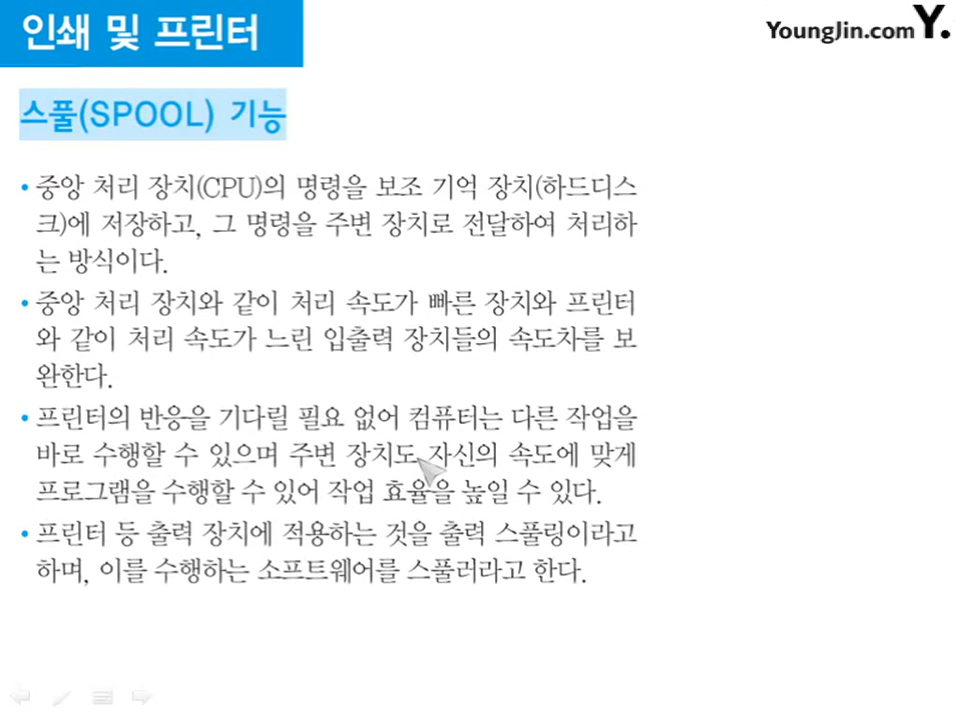 인쇄 및 프린터
YoungJin.com Y.
스풀(SPOOL) 기능
• 중앙 처리 장치(CPU)의 명령을 보조 기억 장치(하드디스
크)에 저장하고, 그 명령을 주변 장치로 전달하여 처리하
는 방식이다.
• 중앙 처리 장치와 같이 처리 속도가 빠른 장치와 프린터
와 같이 처리 속도가 느린 입출력 장치들의 속도차를 보
완한다.
• 프린터의 반응을 기다릴 필요 없어 컴퓨터는 다른 작업을
바로 수행할 수 있으며 주변 장치도 자신의 속도에 맞게
프로그램을 수행할 수 있어 작업 효율을 높일 수 있다.
• 프린터 등 출력 장치에 적용하는 것을 출력 스풀링이라고
하며, 이를 수행하는 소프트웨어를 스풀러라고 한다.